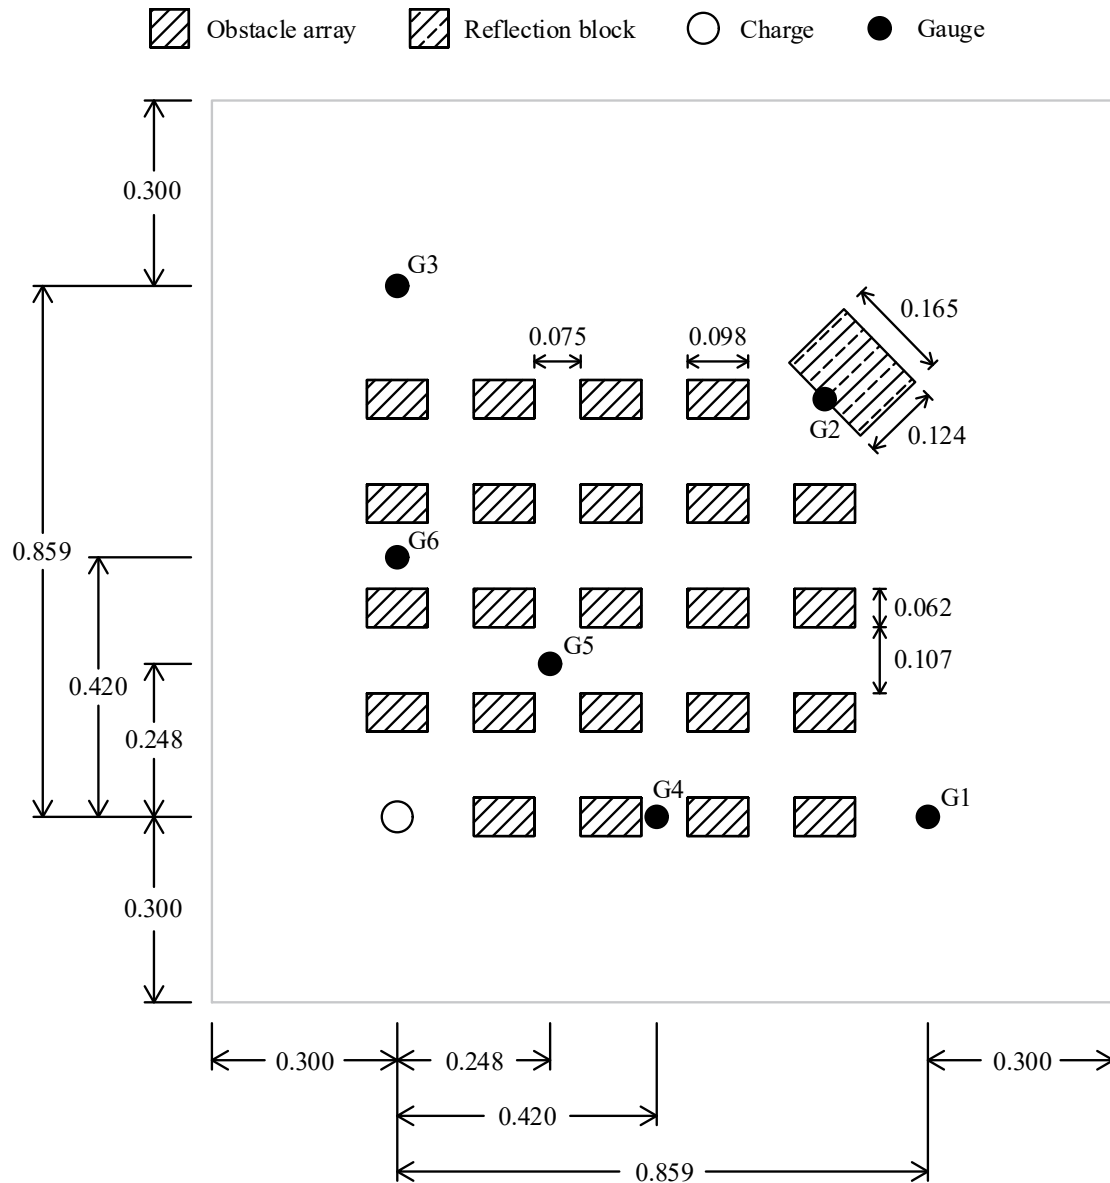 Obstacle array Reflection block Charge Gauge
0.300
G3
0.165
0.075 0.098
G2 0.124
0.859 G6
0.062
G5 0.107
0.420
0.248
G4 G1
0.300
0.300 0.248 0.300
0.420
0.859